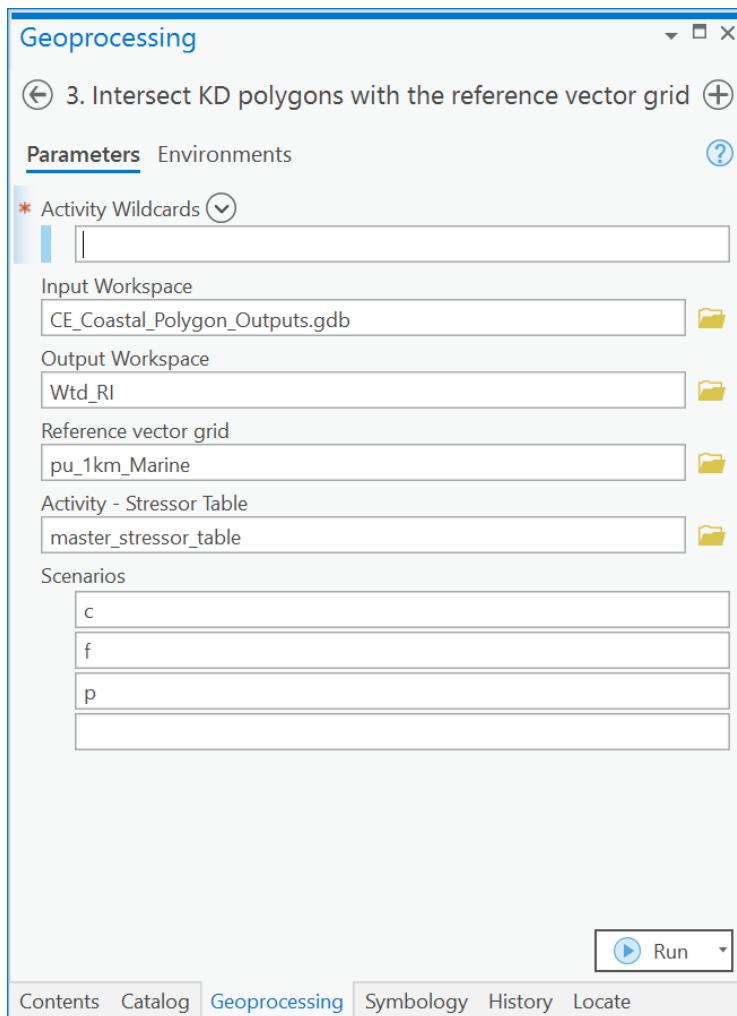 Geoprocessing
3. Intersect KD polygons with the reference vector grid
Parameters Environments
* Activity Wildcards
Input Workspace
CE_Coastal_Polygon_Outputs.gdb
Output Workspace
Wtd_RI
Reference vector grid
pu_1km_Marine
Activity - Stressor Table
master_stressor_table
Scenarios
c
f
p
Run
Contents Catalog Geoprocessing Symbology History Locate